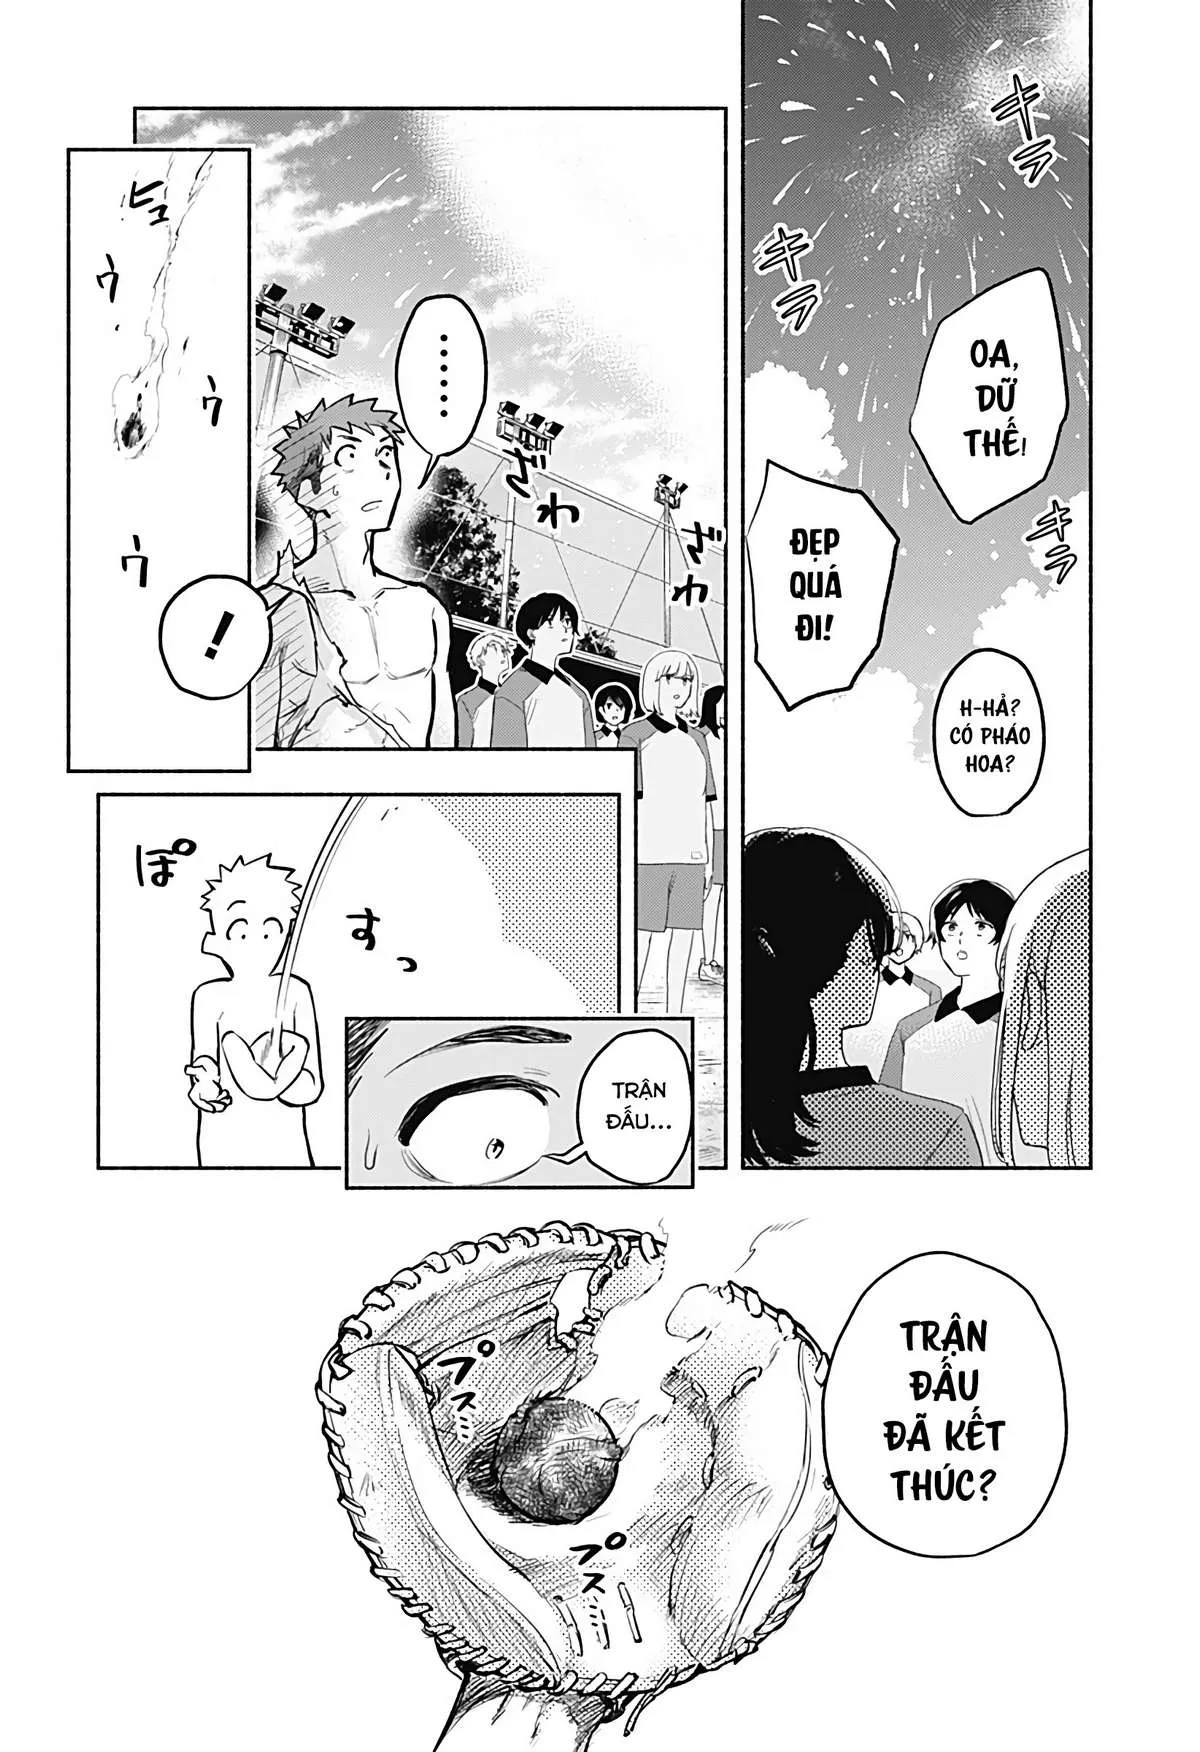 キラ
キラ
OA,
DỮ
THẾ!
ĐẸP
QUÁ
ĐI!
キラ
H-HẢ?
CÓ PHÁO
HOA?
......
ざわ
ざわ
ヒュ
ウ
ウ
ウ
!
ぽ
すっ
TRẬN
ĐẤU...
TRẬN
ĐẤU
ĐÃ KẾT
THÚC?
プス...
プス...